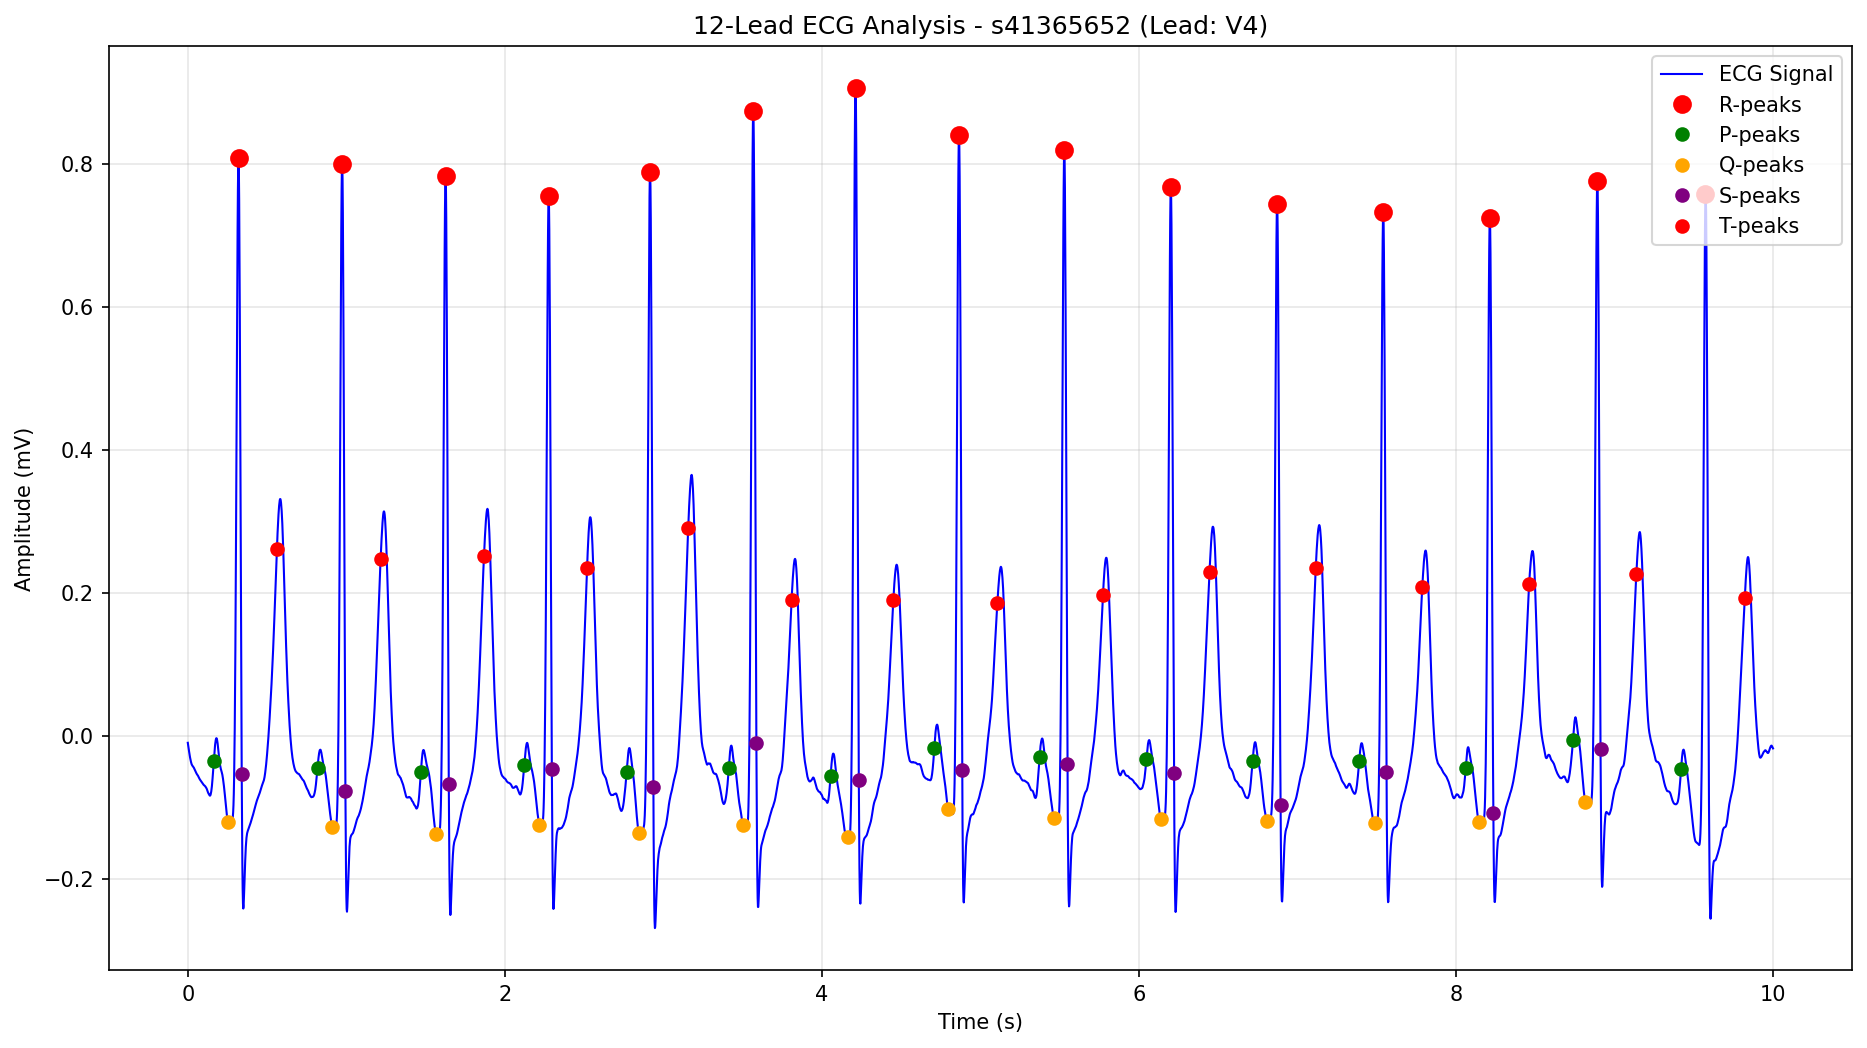 12-Lead ECG Analysis - s41365652 (Lead: V4)
ECG Signal
R-peaks
P-peaks
Q-peaks
S-peaks
T-peaks
Amplitude (mV)
0.8
0.6
0.4
0.2
0.0
−0.2
0 2 4 6 8 10
Time (s)